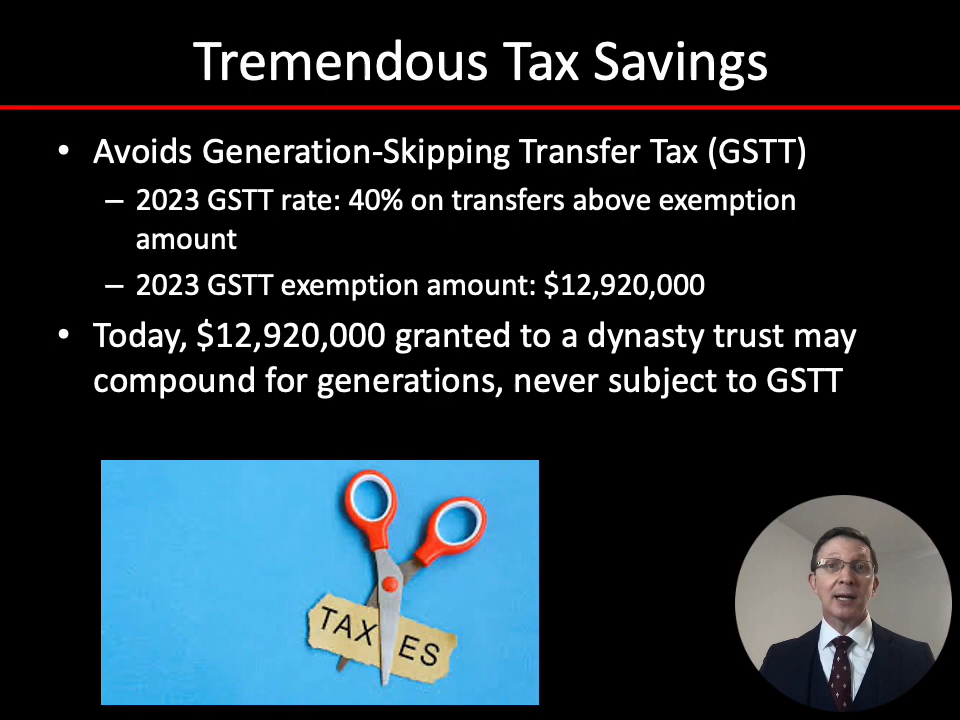 Tremendous Tax Savings
• Avoids Generation-Skipping Transfer Tax (GSTT)
– 2023 GSTT rate: 40% on transfers above exemption
amount
– 2023 GSTT exemption amount: $12,920,000
• Today, $12,920,000 granted to a dynasty trust may
compound for generations, never subject to GSTT
TAXES